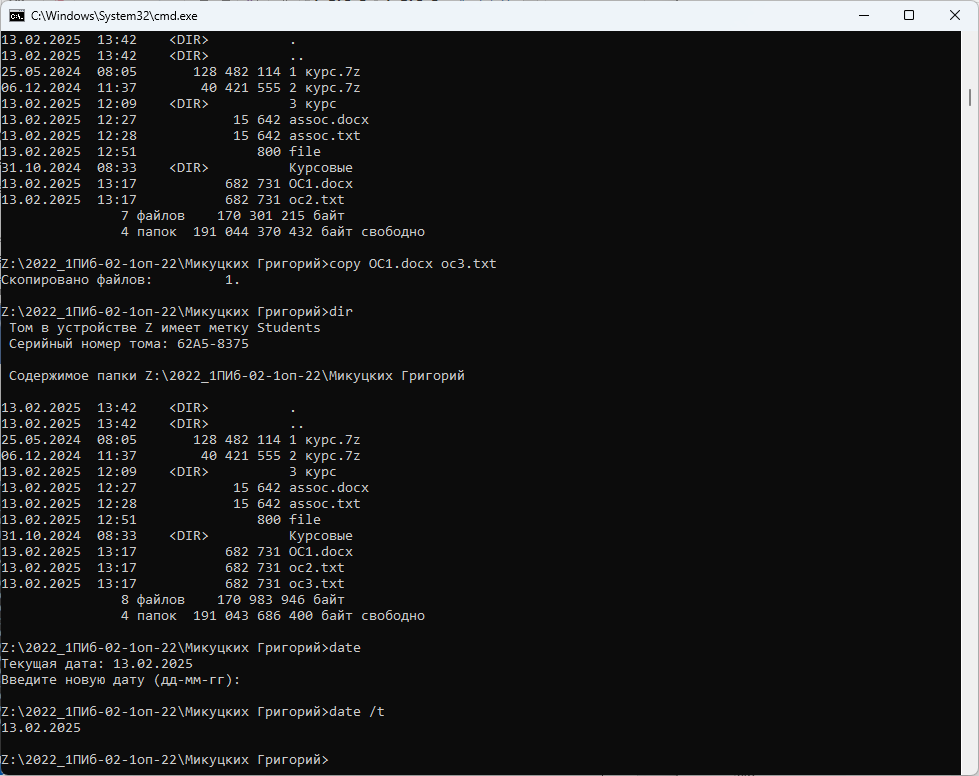 C:\Windows\System32\cmd.exe
13.02.2025  13:42    <DIR>          .
13.02.2025  13:42    <DIR>          ..
25.05.2024  08:05       128 482 114 1 курс.7z
06.12.2024  11:37        40 421 555 2 курс.7z
13.02.2025  12:09    <DIR>          3 курс
13.02.2025  12:27            15 642 assoc.docx
13.02.2025  12:28            15 642 assoc.txt
13.02.2025  12:51               800 file
31.10.2024  08:33    <DIR>          Курсовые
13.02.2025  13:17           682 731 ОС1.docx
13.02.2025  13:17           682 731 ос2.txt
               7 файлов    170 301 215 байт
               4 папок  191 044 370 432 байт свободно
Z:\2022_1ПИб-02-1оп-22\Микуцких Григорий>copy ОС1.docx ос3.txt
Скопировано файлов:         1.
Z:\2022_1ПИб-02-1оп-22\Микуцких Григорий>dir
 Том в устройстве Z имеет метку Students
 Серийный номер тома: 62A5-8375
 Содержимое папки Z:\2022_1ПИб-02-1оп-22\Микуцких Григорий
13.02.2025  13:42    <DIR>          .
13.02.2025  13:42    <DIR>          ..
25.05.2024  08:05       128 482 114 1 курс.7z
06.12.2024  11:37        40 421 555 2 курс.7z
13.02.2025  12:09    <DIR>          3 курс
13.02.2025  12:27            15 642 assoc.docx
13.02.2025  12:28            15 642 assoc.txt
13.02.2025  12:51               800 file
31.10.2024  08:33    <DIR>          Курсовые
13.02.2025  13:17           682 731 ОС1.docx
13.02.2025  13:17           682 731 ос2.txt
13.02.2025  13:17           682 731 ос3.txt
               8 файлов    170 983 946 байт
               4 папок  191 043 686 400 байт свободно
Z:\2022_1ПИб-02-1оп-22\Микуцких Григорий>date
Текущая дата: 13.02.2025
Введите новую дату (дд-мм-гг):
Z:\2022_1ПИб-02-1оп-22\Микуцких Григорий>date /t
13.02.2025
Z:\2022_1ПИб-02-1оп-22\Микуцких Григорий>